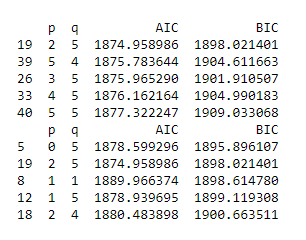 p q AIC BIC
19 2 5 1874.958986 1898.021401
39 5 4 1875.783644 1904.611663
26 3 5 1875.965290 1901.910507
33 4 5 1876.162164 1904.990183
40 5 5 1877.322247 1909.033068
p q AIC BIC
5 0 5 1878.599296 1895.896107
19 2 5 1874.958986 1898.021401
8 1 1 1889.966374 1898.614780
12 1 5 1878.939695 1899.119308
18 2 4 1880.483898 1900.663511